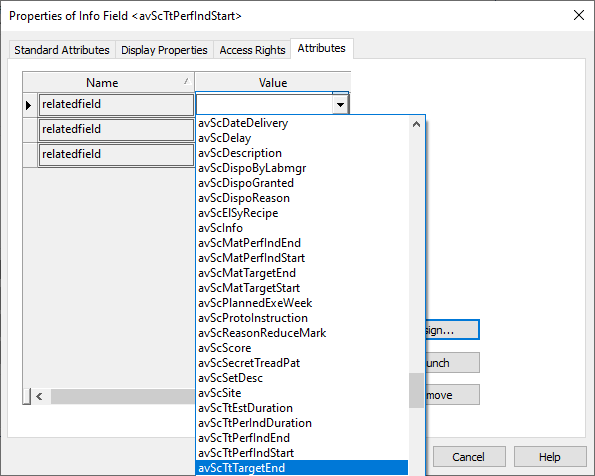 Properties of Info Field <avScTtPerfIndStart>
Standard Attributes
Display Properties
Access Rights
Attributes
Name
Value
relatedfield
relatedfield
relatedfield
avScDateDelivery
avScDelay
avScDescription
avScDispoByLabmgr
avScDispoGranted
avScDispoReason
avScElSyRecipe
avScInfo
avScMatPerfIndEnd
avScMatPerfIndStart
avScMatTargetEnd
avScMatTargetStart
avScPlannedExeWeek
avScProtoInstruction
avScReasonReduceMark
avScScore
avScSecretTreadPat
avScSetDesc
avScSite
avScTtEstDuration
avScTtPerIndDuration
avScTtPerfIndEnd
avScTtPerfIndStart
avScTtTargetEnd
sign...
unch
move
Cancel
Help